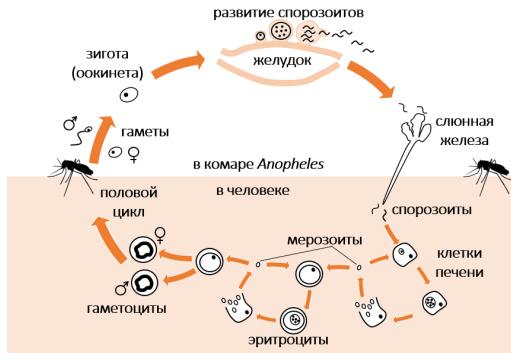 развитие спорозоитов
желудок
зигота
(оокинета)
♂
гаметы
♀
слюнная
железа
в комаре Anopheles
в человеке
половой
цикл
♀
♂
гаметоциты
мерозоиты
эритроциты
спорозоиты
клетки
печени